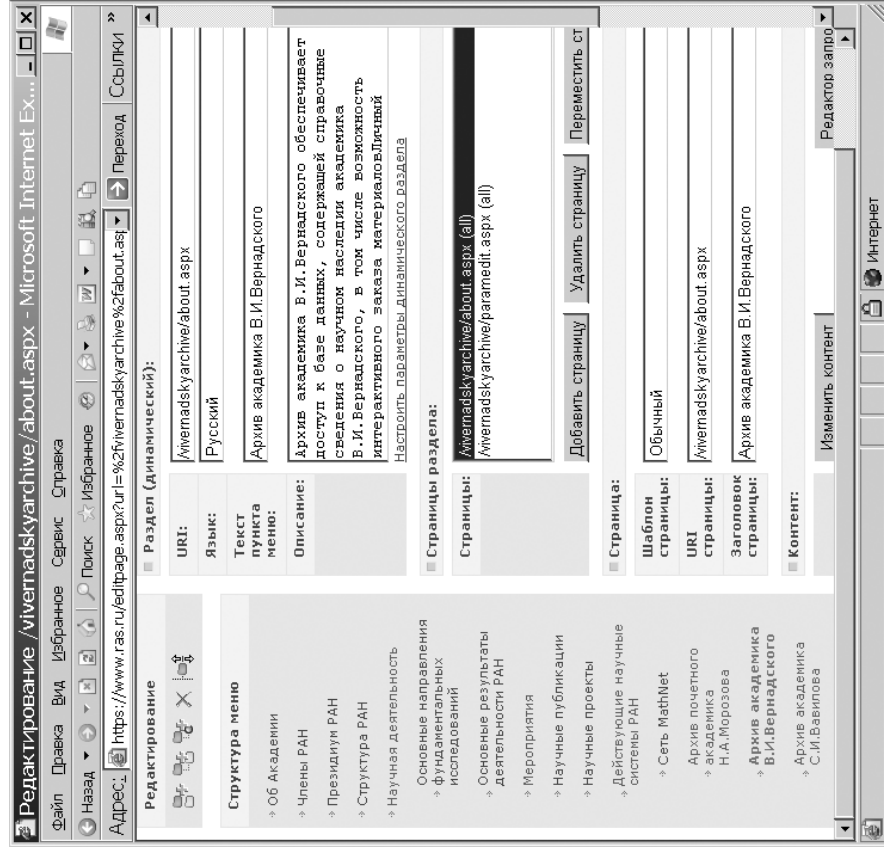 Редактирование /vivernadskyarchive/about.aspx - Microsoft Internet Ex...
Файл Правка Вид Избранное Сервис Справка
Назад Поиск Избранное
Адрес: https://www.ras.ru/editpage.aspx?url=%2fvivernadskyarchive%2fabout.asp Переход Ссылки »
Редактирование
Структура меню
Об Академии
Члены РАН
Президиум РАН
Структура РАН
Научная деятельность
Основные направления
фундаментальных
исследований
Основные результаты
деятельности РАН
Мероприятия
Научные публикации
Научные проекты
Действующие научные
системы РАН
Сеть MathNet
Архив почетного
академика
Н.А.Морозова
Архив академика
В.И.Вернадского
Архив академика
С.И.Вавилова
Раздел (динамический):
URI: /vivernadskyarchive/about.aspx
Язык: Русский
Текст
пункта
меню: Архив академика В.И.Вернадского
Описание: Архив академика В.И.Вернадского обеспечивает
доступ к базе данных, содержащей справочные
сведения о научном наследии академика
В.И.Вернадского, в том числе возможность
интерактивного заказа материаловЛичный
Настроить параметры динамического раздела
Страницы раздела:
Страницы: /vivernadskyarchive/about.aspx (all)
/vivernadskyarchive/paramedit.aspx (all)
Добавить страницу Удалить страницу Переместить ст
Страница:
Шаблон
страницы: Обычный
URI
страницы: /vivernadskyarchive/about.aspx
Заголовок
страницы: Архив академика В.И.Вернадского
Контент:
Изменить контент Редактор запро
Интернет